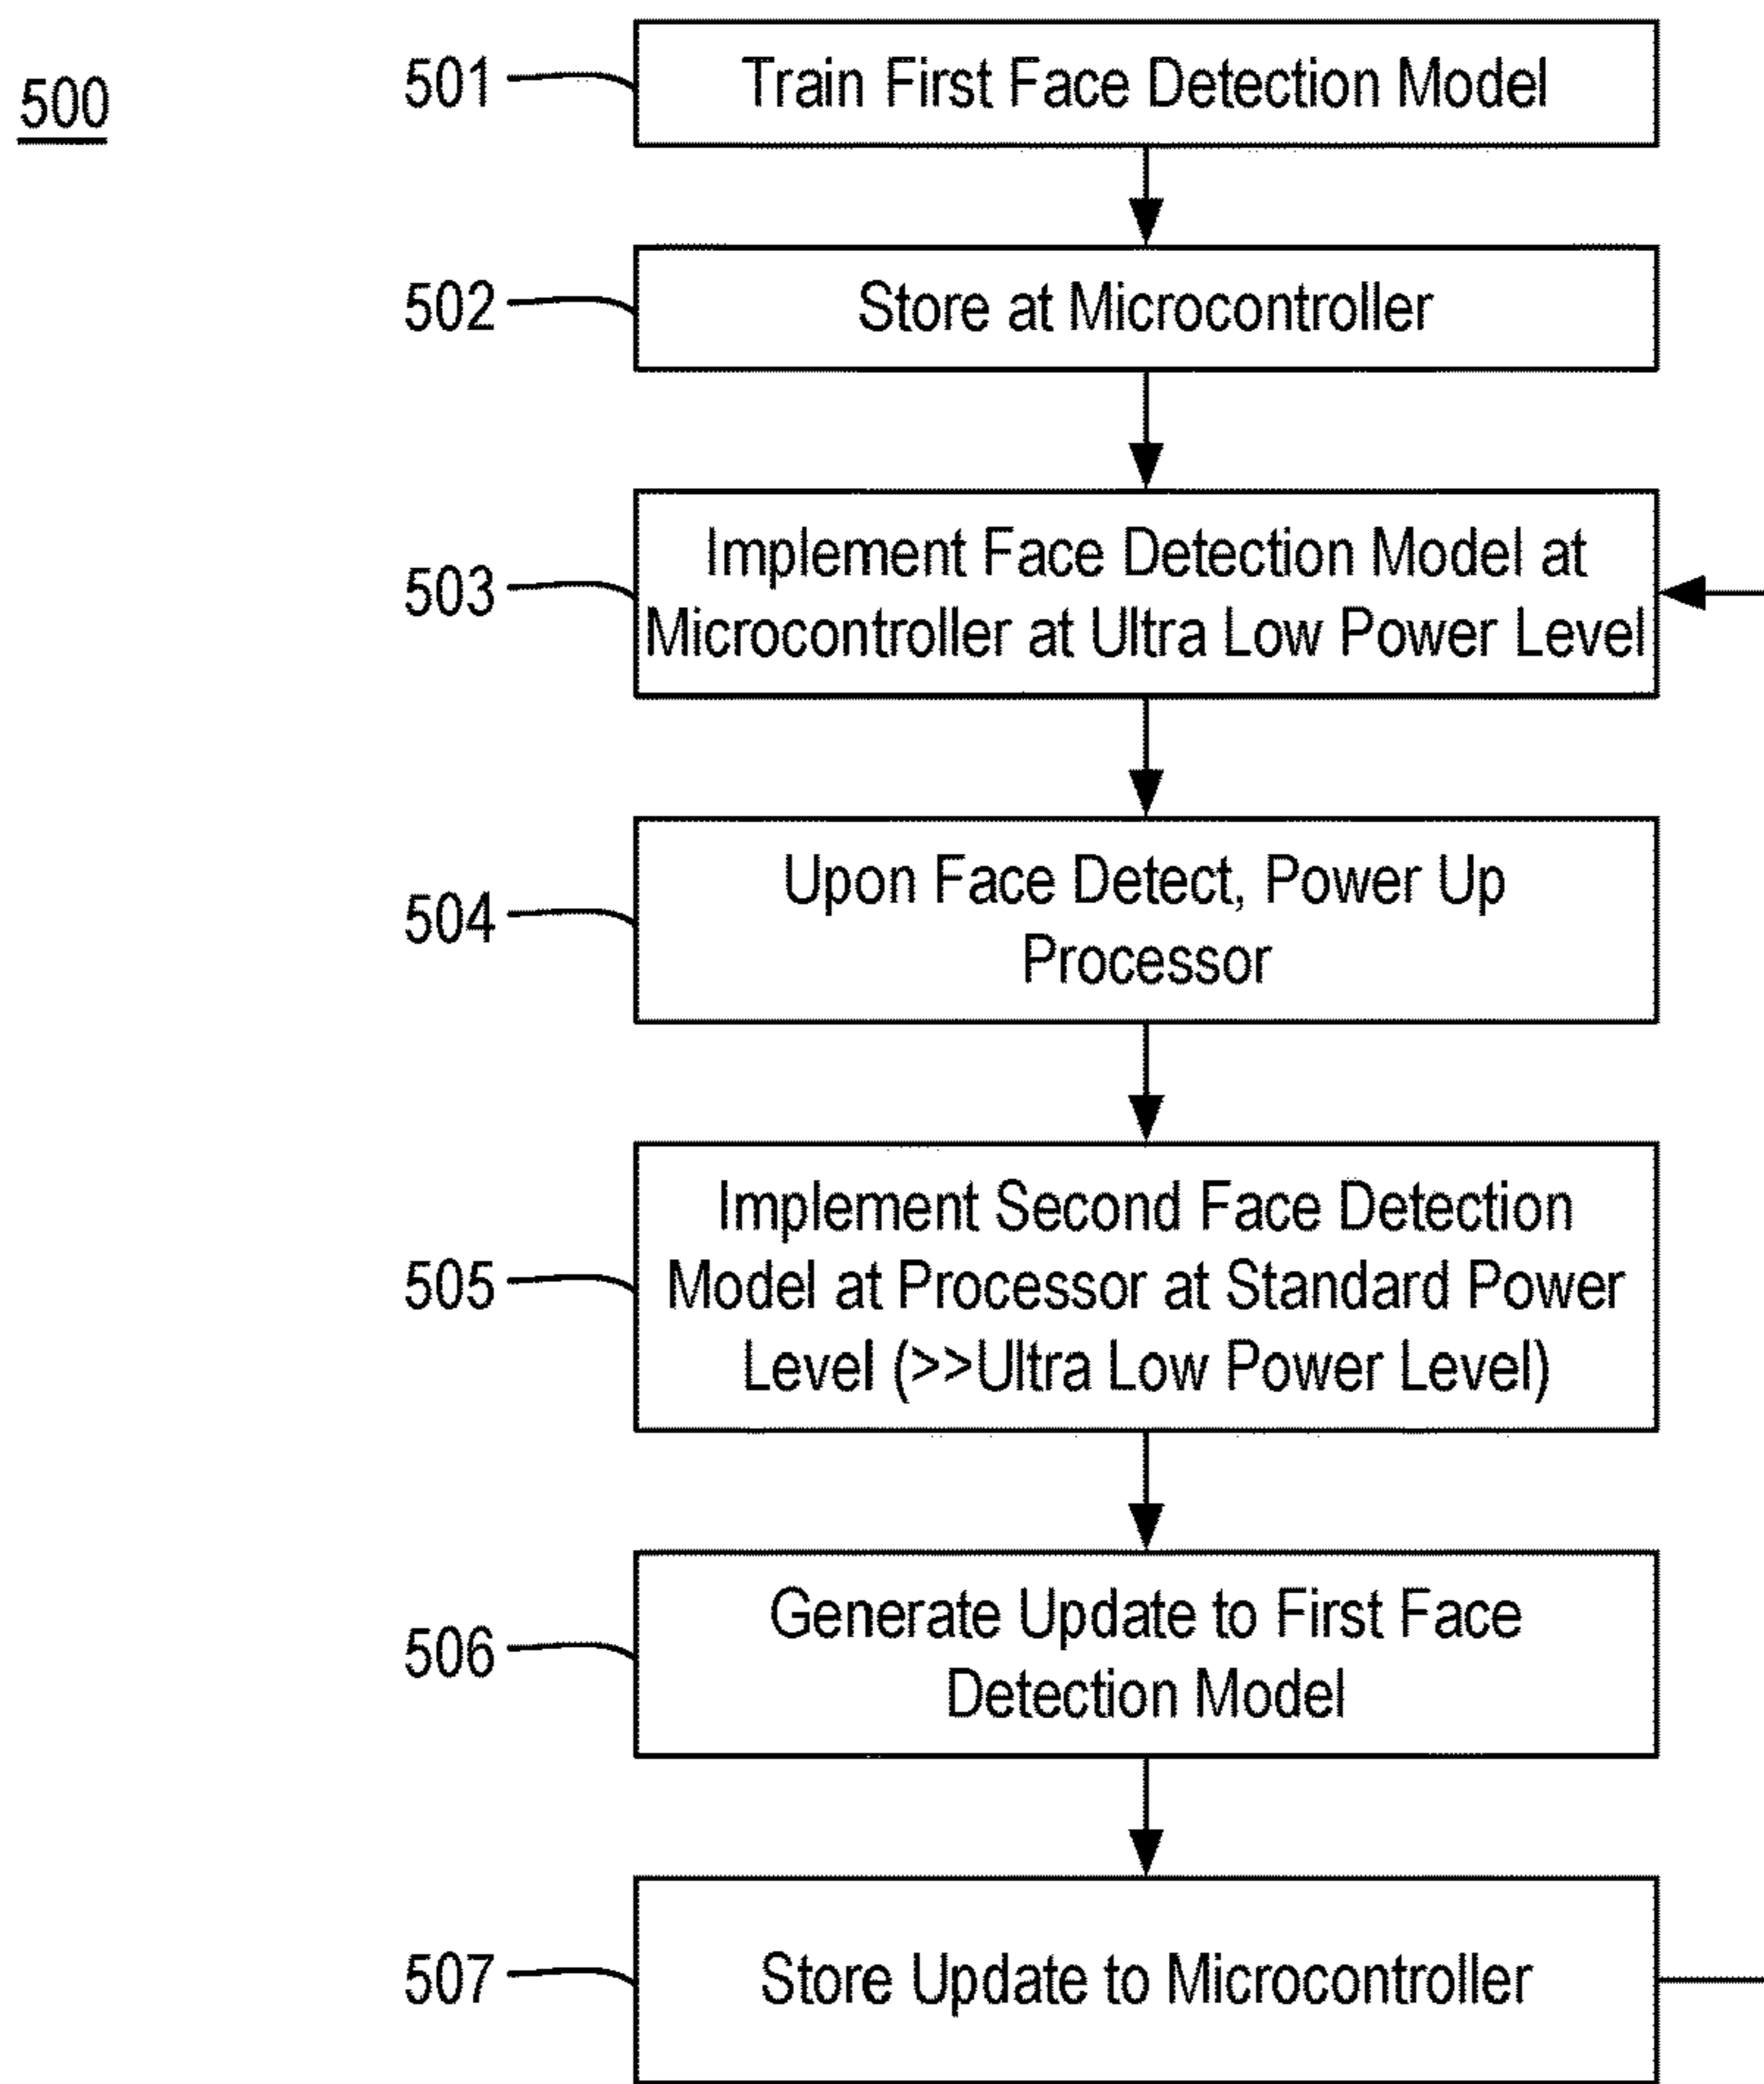 500
501
Train First Face Detection Model
502
Store at Microcontroller
503
Implement Face Detection Model at
Microcontroller at Ultra Low Power Level
504
Upon Face Detect, Power Up
Processor
505
Implement Second Face Detection
Model at Processor at Standard Power
Level (>>Ultra Low Power Level)
506
Generate Update to First Face
Detection Model
507
Store Update to Microcontroller